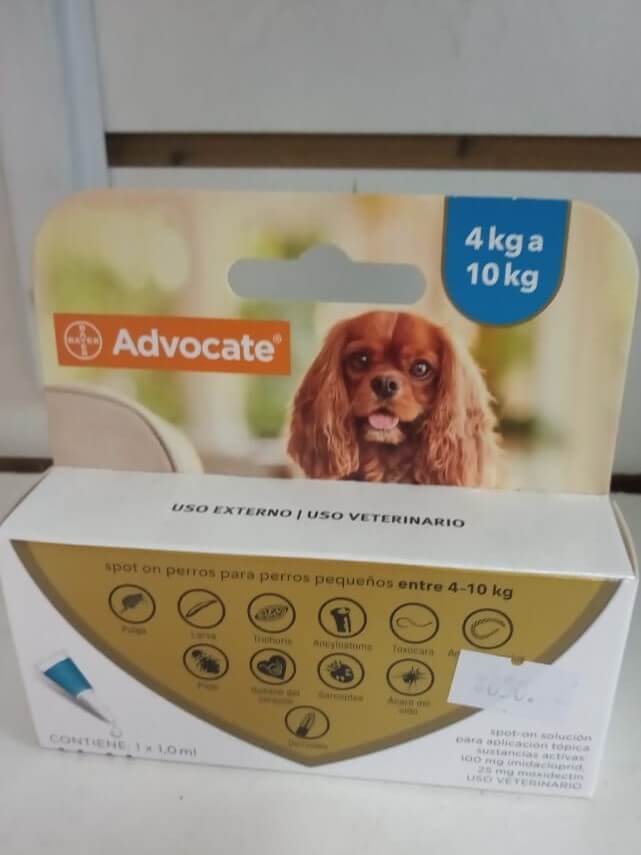 4 kg a
10 kg
BAYER
Advocate®
USO EXTERNO | USO VETERINARIO
spot on perros para perros pequeños entre 4-10 kg
Pulga
Larva
Trichuris
Ancylostoma
Toxocara
Piojo
Gusano del
corazón
Sarcoptes
Ácaro del
oído
CONTIENE: 1 x 1,0 ml
spot-on solución
para aplicación tópica
sustancias activas
100 mg imidacluprid,
25 mg moxidectin
USO VETERINARIO